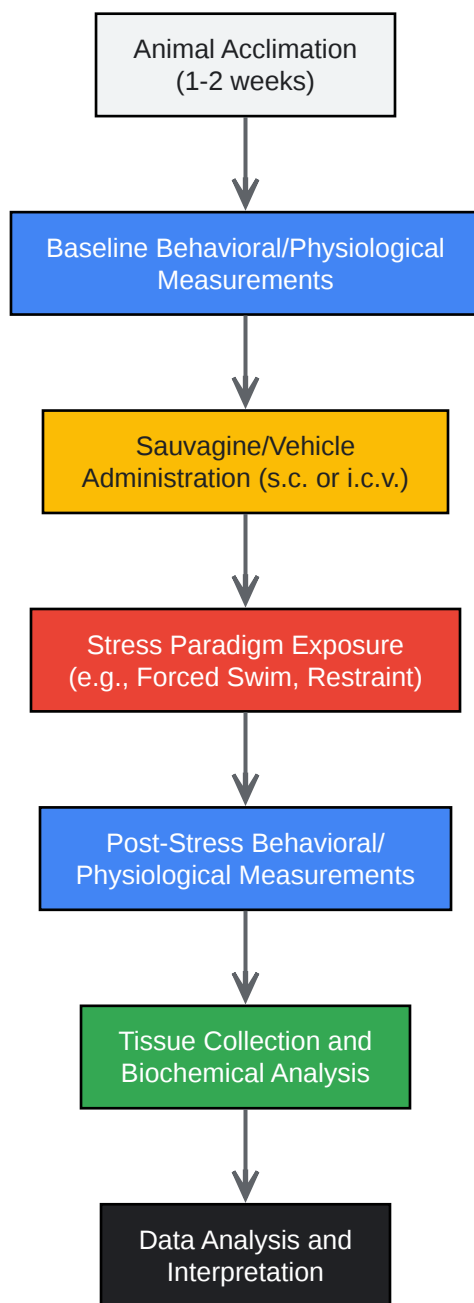 Animal Acclimation
(1-2 weeks)
Baseline Behavioral/Physiological
Measurements
Sauvagine/Vehicle
Administration (s.c. or i.c.v.)
Stress Paradigm Exposure
(e.g., Forced Swim, Restraint)
Post-Stress Behavioral/
Physiological Measurements
Tissue Collection and
Biochemical Analysis
Data Analysis and
Interpretation